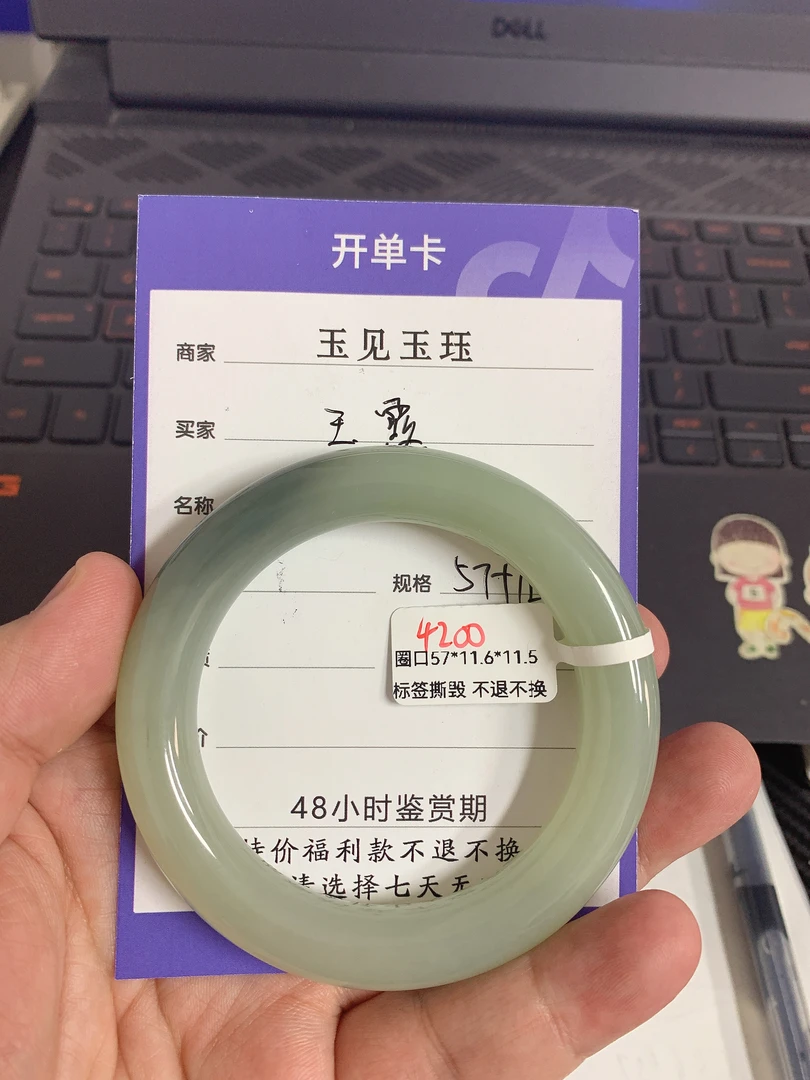 DELL
开单卡
商家 玉见玉珏
买家 王
名称
规格 57+11
4200
圈口57*11.6*11.5
标签撕毁 不退不换
48小时鉴赏期
价福利款不退不换
请选择七天无